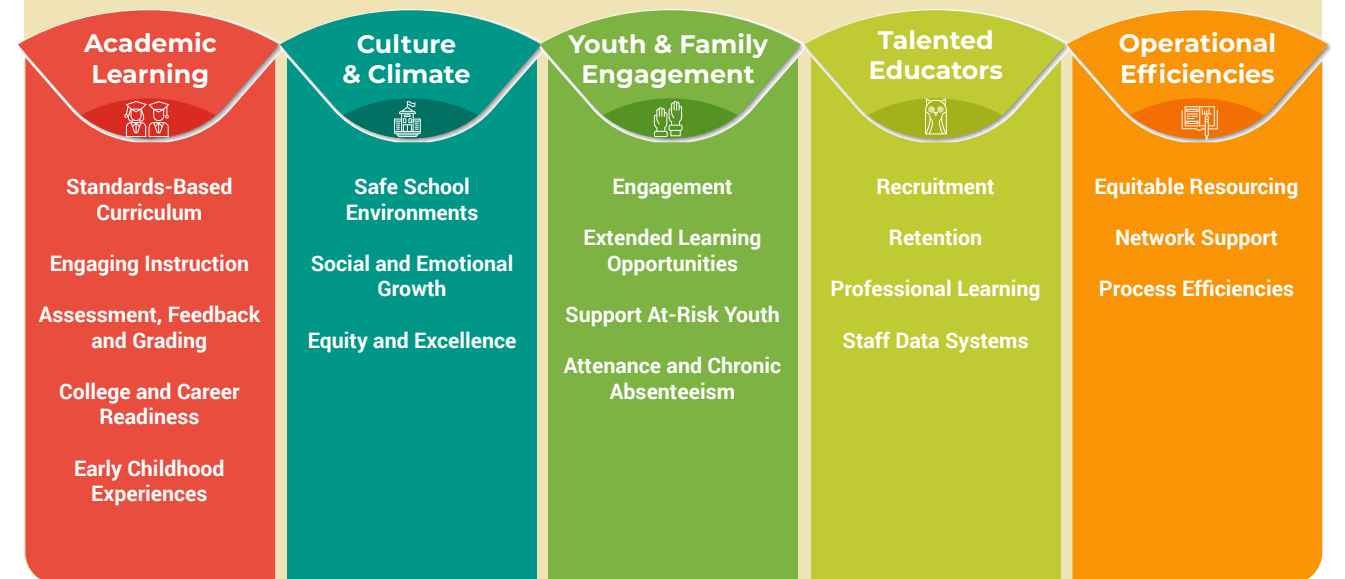 Academic
Learning
Standards-Based
Curriculum
Engaging Instruction
Assessment, Feedback
and Grading
College and Career
Readiness
Early Childhood
Experiences
Culture
& Climate
Safe School
Environments
Social and Emotional
Growth
Equity and Excellence
Youth & Family
Engagement
Engagement
Extended Learning
Opportunities
Support At-Risk Youth
Attenance and Chronic
Absenteeism
Talented
Educators
Recruitment
Retention
Professional Learning
Staff Data Systems
Operational
Efficiencies
Equitable Resourcing
Network Support
Process Efficiencies